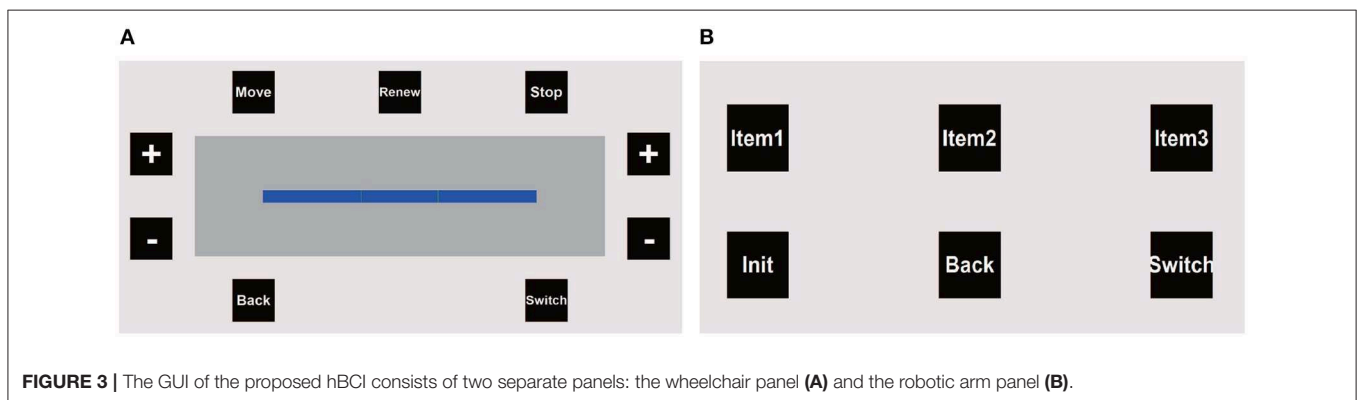 A
B
Move Renew Stop
+ +
- -
Back Switch
Item1 Item2 Item3
Init Back Switch
FIGURE 3 | The GUI of the proposed hBCI consists of two separate panels: the wheelchair panel (A) and the robotic arm panel (B).